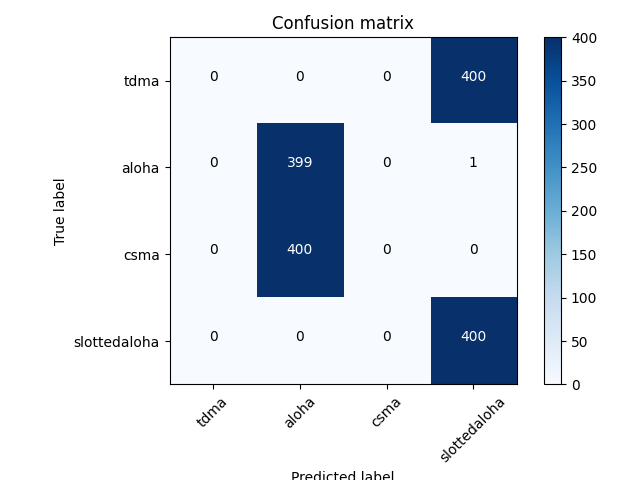 Confusion matrix
tdma 0 0 0 400
aloha 0 399 0 1
csma 0 400 0 0
slottedaloha 0 0 0 400
True label
tdma aloha csma slottedaloha
Predicted label
400
350
300
250
200
150
100
50
0